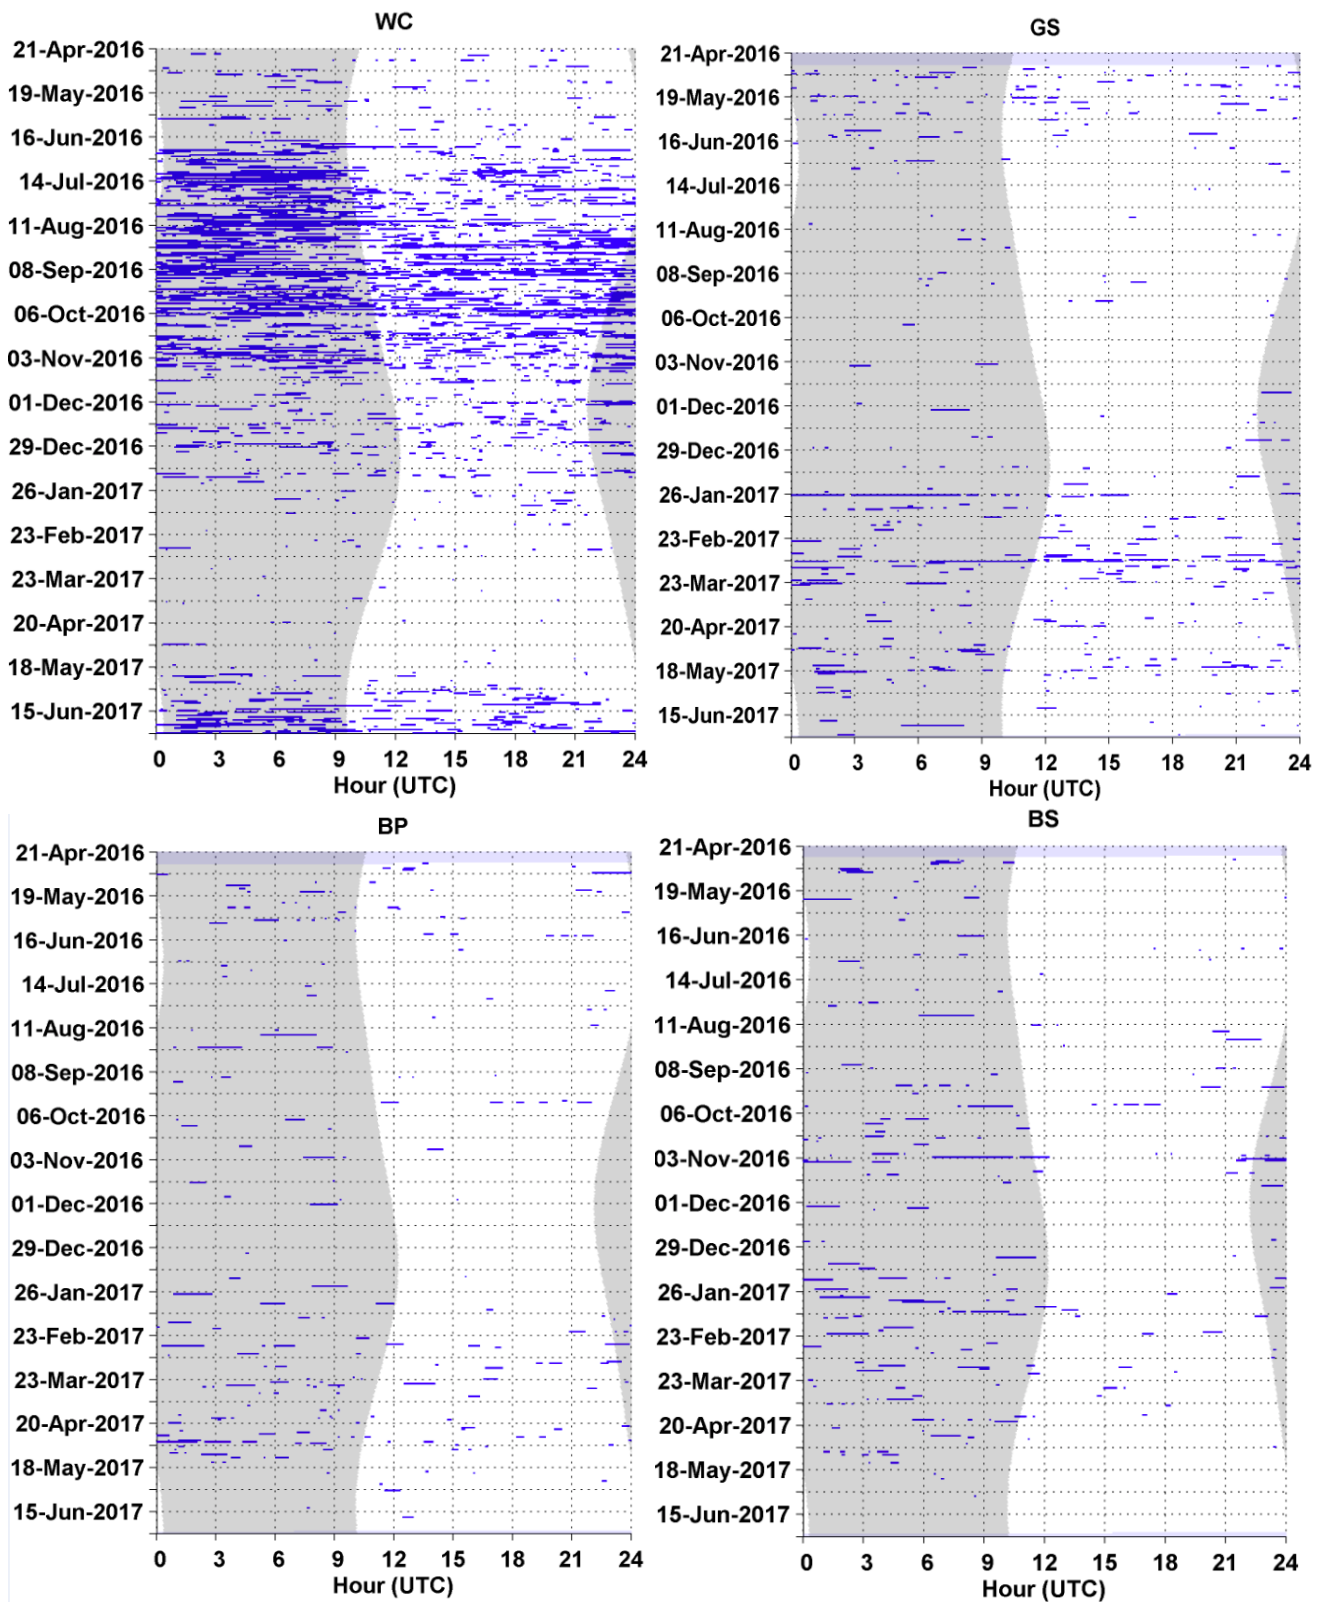 WC
21-Apr-2016
19-May-2016
16-Jun-2016
14-Jul-2016
11-Aug-2016
08-Sep-2016
06-Oct-2016
03-Nov-2016
01-Dec-2016
29-Dec-2016
26-Jan-2017
23-Feb-2017
23-Mar-2017
20-Apr-2017
18-May-2017
15-Jun-2017
0 3 6 9 12 15 18 21 24
Hour (UTC)
GS
21-Apr-2016
19-May-2016
16-Jun-2016
14-Jul-2016
11-Aug-2016
08-Sep-2016
06-Oct-2016
03-Nov-2016
01-Dec-2016
29-Dec-2016
26-Jan-2017
23-Feb-2017
23-Mar-2017
20-Apr-2017
18-May-2017
15-Jun-2017
0 3 6 9 12 15 18 21 24
Hour (UTC)
BP
21-Apr-2016
19-May-2016
16-Jun-2016
14-Jul-2016
11-Aug-2016
08-Sep-2016
06-Oct-2016
03-Nov-2016
01-Dec-2016
29-Dec-2016
26-Jan-2017
23-Feb-2017
23-Mar-2017
20-Apr-2017
18-May-2017
15-Jun-2017
0 3 6 9 12 15 18 21 24
Hour (UTC)
BS
21-Apr-2016
19-May-2016
16-Jun-2016
14-Jul-2016
11-Aug-2016
08-Sep-2016
06-Oct-2016
03-Nov-2016
01-Dec-2016
29-Dec-2016
26-Jan-2017
23-Feb-2017
23-Mar-2017
20-Apr-2017
18-May-2017
15-Jun-2017
0 3 6 9 12 15 18 21 24
Hour (UTC)